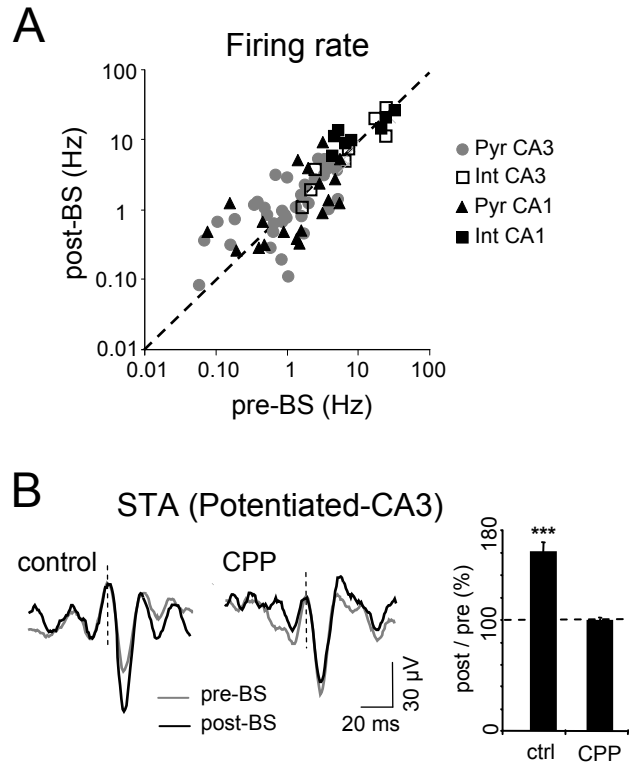 A
Firing rate
100
10
1
0.10
0.01
post-BS (Hz)
0.01 0.10 1 10 100
pre-BS (Hz)
Pyr CA3
Int CA3
Pyr CA1
Int CA1
B
STA (Potentiated-CA3)
control
CPP
pre-BS
post-BS
30 µV
20 ms
post / pre (%)
180
100
0
***
ctrl CPP